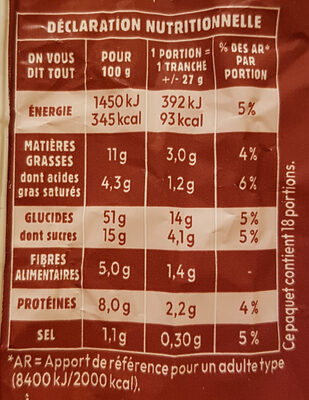 DÉCLARATION NUTRITIONNELLE
ON VOUS DIT TOUT
POUR 100 g
1 PORTION = 1 TRANCHE +/- 27 g
% DES AR* PAR PORTION
ÉNERGIE 1450 kJ 345 kcal 392 kJ 93 kcal 5%
MATIÈRES GRASSES 11g 3,0g 4%
dont acides gras saturés 4,3g 1,2g 6%
GLUCIDES 51g 14g 5%
dont sucres 15g 4,1g 5%
FIBRES ALIMENTAIRES 5,0g 1,4g -
PROTÉINES 8,0g 2,2g 4%
SEL 1,1g 0,30g 5%
*AR = Apport de référence pour un adulte type
(8400 kJ/2000 kcal).
Ce paquet contient 18 portions.